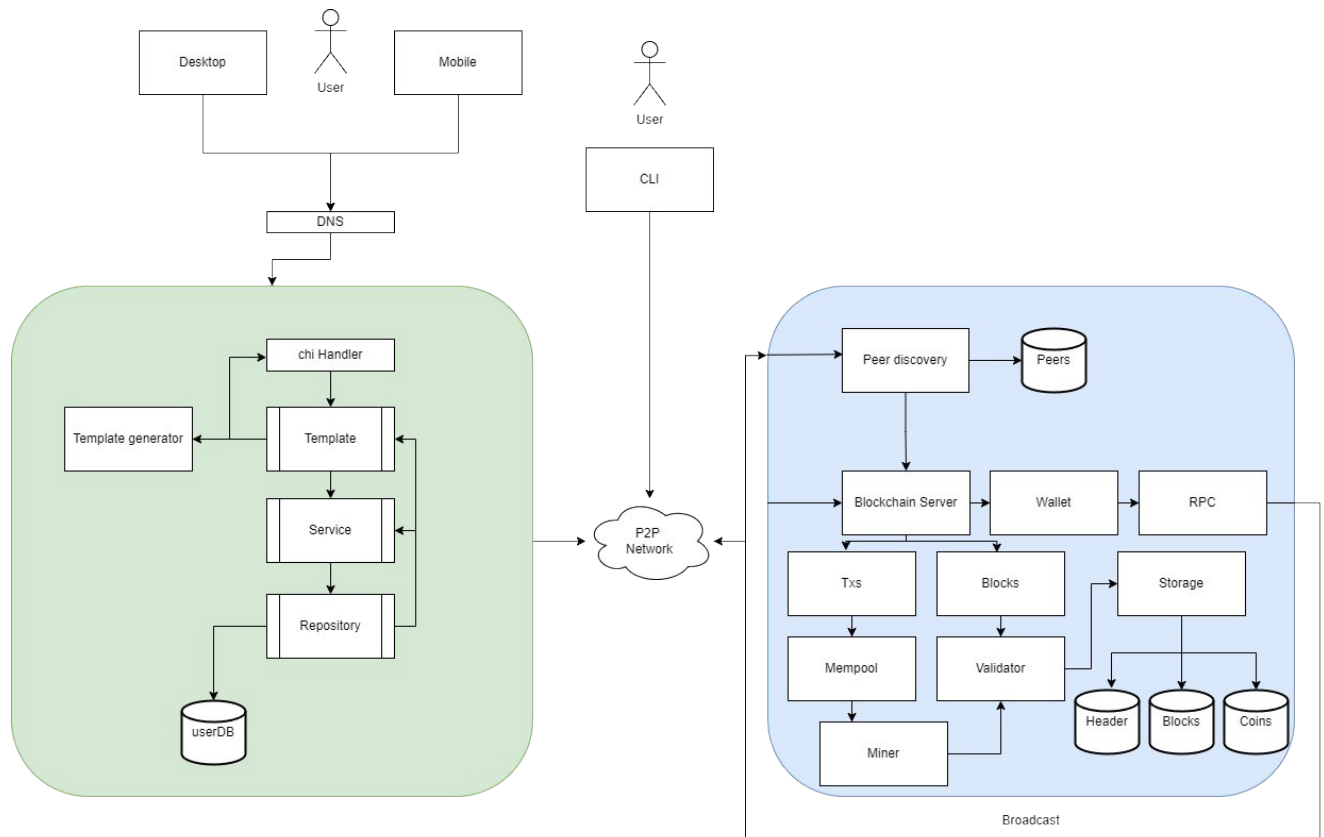 Desktop
User
Mobile
User
CLI
DNS
chi Handler
Template generator
Template
Service
Repository
userDB
P2P
Network
Peer discovery
Peers
Blockchain Server
Wallet
RPC
Txs
Blocks
Storage
Mempool
Validator
Header
Blocks
Coins
Miner
Broadcast